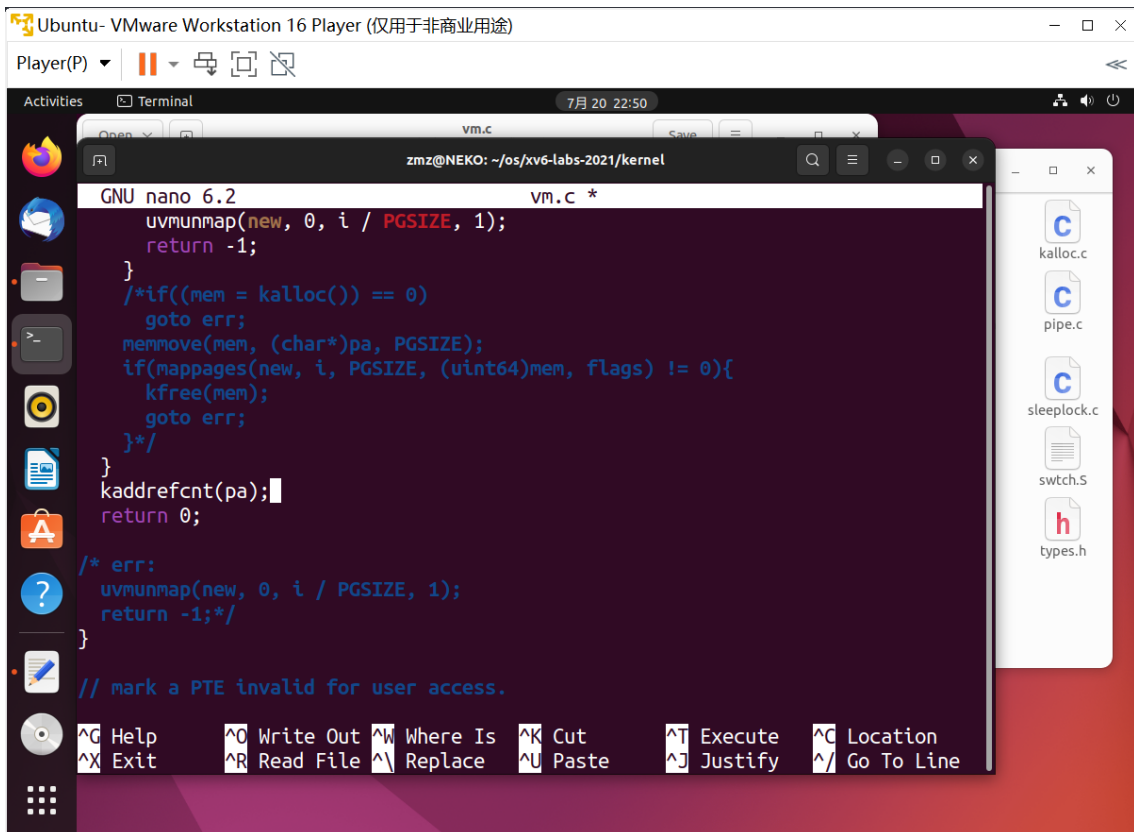 Ubuntu- VMware Workstation 16 Player (仅用于非商业用途)
Player(P)
Activities Terminal 7月 20 22:50
Open vm.c Save
zmz@NEKO: ~/os/xv6-labs-2021/kernel
GNU nano 6.2 vm.c *
uvmunmap(new, 0, i / PGSIZE, 1);
return -1;
}
/*if((mem = kalloc()) == 0)
goto err;
memmove(mem, (char*)pa, PGSIZE);
if(mappages(new, i, PGSIZE, (uint64)mem, flags) != 0){
kfree(mem);
goto err;
}*/
}
kaddrefcnt(pa);
return 0;
/* err:
uvmunmap(new, 0, i / PGSIZE, 1);
return -1;*/
}
// mark a PTE invalid for user access.
^G Help ^O Write Out ^W Where Is ^K Cut ^T Execute ^C Location
^X Exit ^R Read File ^\ Replace ^U Paste ^J Justify ^/ Go To Line
kalloc.c
pipe.c
sleeplock.c
swtch.S
types.h